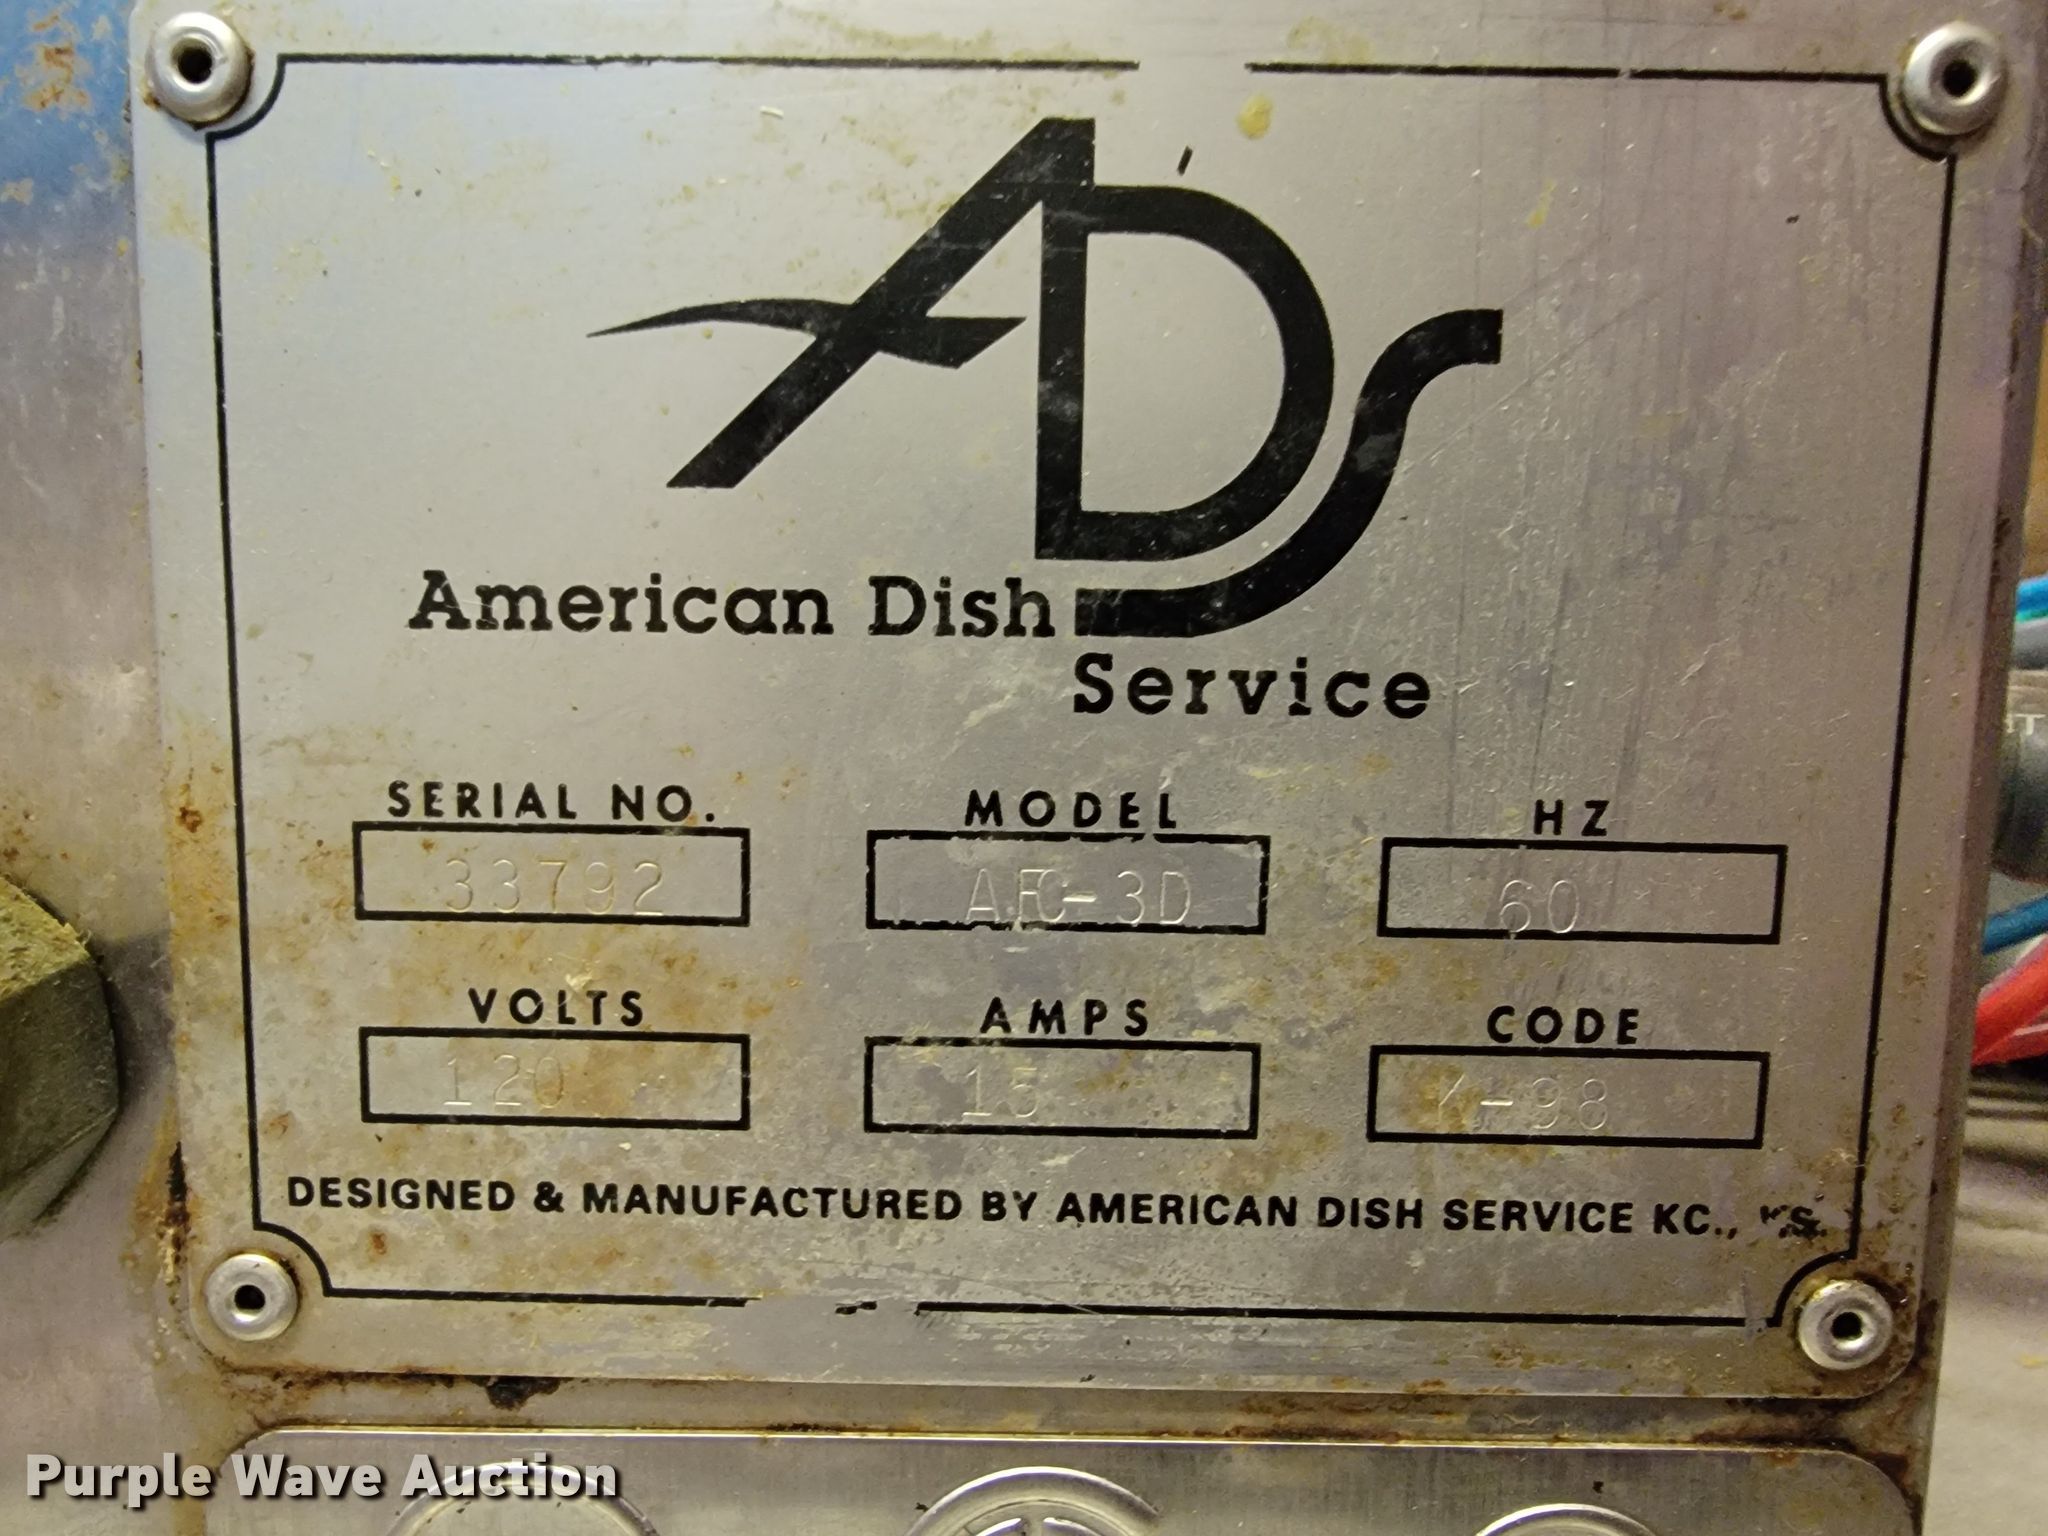 ADS
American Dish
Service
SERIAL NO. MODEL HZ
33792 AFC-3D 60
VOLTS AMPS CODE
120 15 K-98
DESIGNED & MANUFACTURED BY AMERICAN DISH SERVICE KC., KS.
Purple Wave Auction